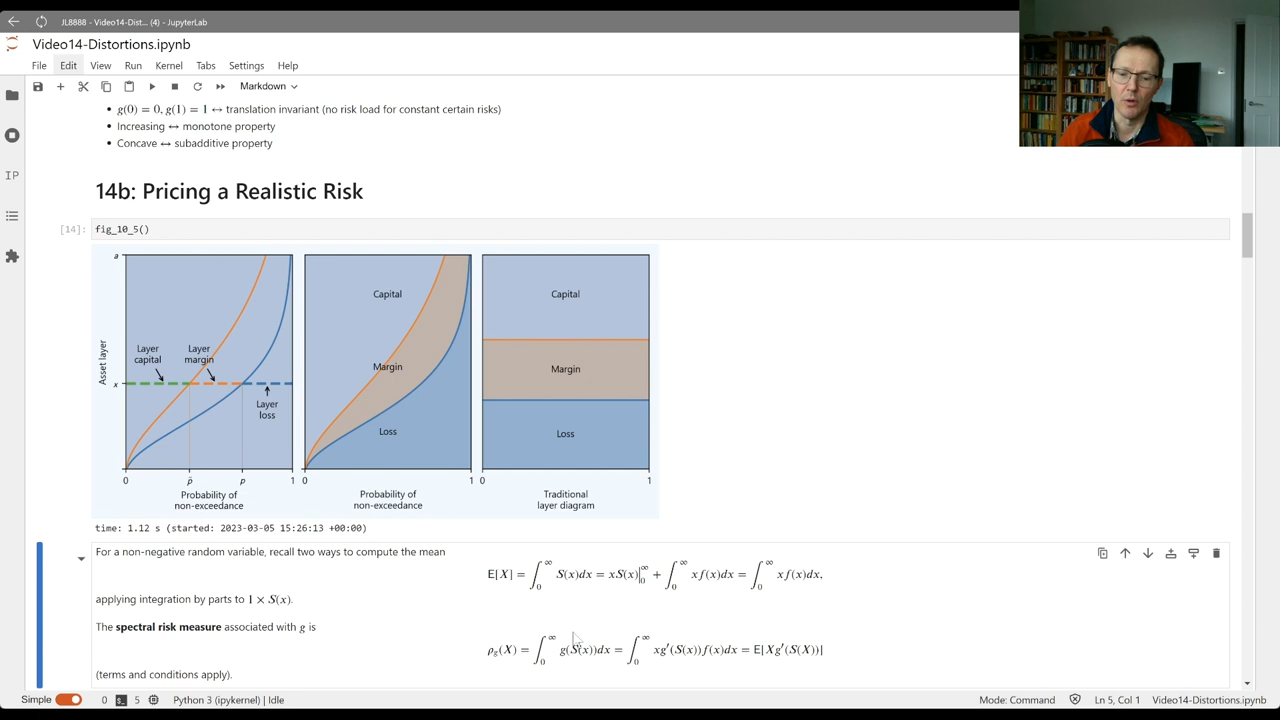 JL8888 - Video14-Dist... (4) - JupyterLab
Video14-Distortions.ipynb
File Edit View Run Kernel Tabs Settings Help
Markdown
• g(0) = 0, g(1) = 1 ↔ translation invariant (no risk load for constant certain risks)
• Increasing ↔ monotone property
• Concave ↔ subadditive property
IP
14b: Pricing a Realistic Risk
[14]: fig_10_5()
a
Asset layer
x
Layer capital
Layer margin
Layer loss
0 p̃ p 1
Probability of non-exceedance
Capital
Margin
Loss
0 1
Probability of non-exceedance
Capital
Margin
Loss
0 1
Traditional layer diagram
time: 1.12 s (started: 2023-03-05 15:26:13 +00:00)
For a non-negative random variable, recall two ways to compute the mean
E[X] = ∫₀^∞ S(x)dx = xS(x)|₀^∞ + ∫₀^∞ xf(x)dx = ∫₀^∞ xf(x)dx,
applying integration by parts to 1 × S(x).
The spectral risk measure associated with g is
ρg(X) = ∫₀^∞ g(S(x))dx = ∫₀^∞ xg′(S(x))f(x)dx = E[Xg′(S(X))]
(terms and conditions apply).
Simple 0 5 Python 3 (ipykernel) | Idle Mode: Command Ln 5, Col 1 Video14-Distortions.ipynb